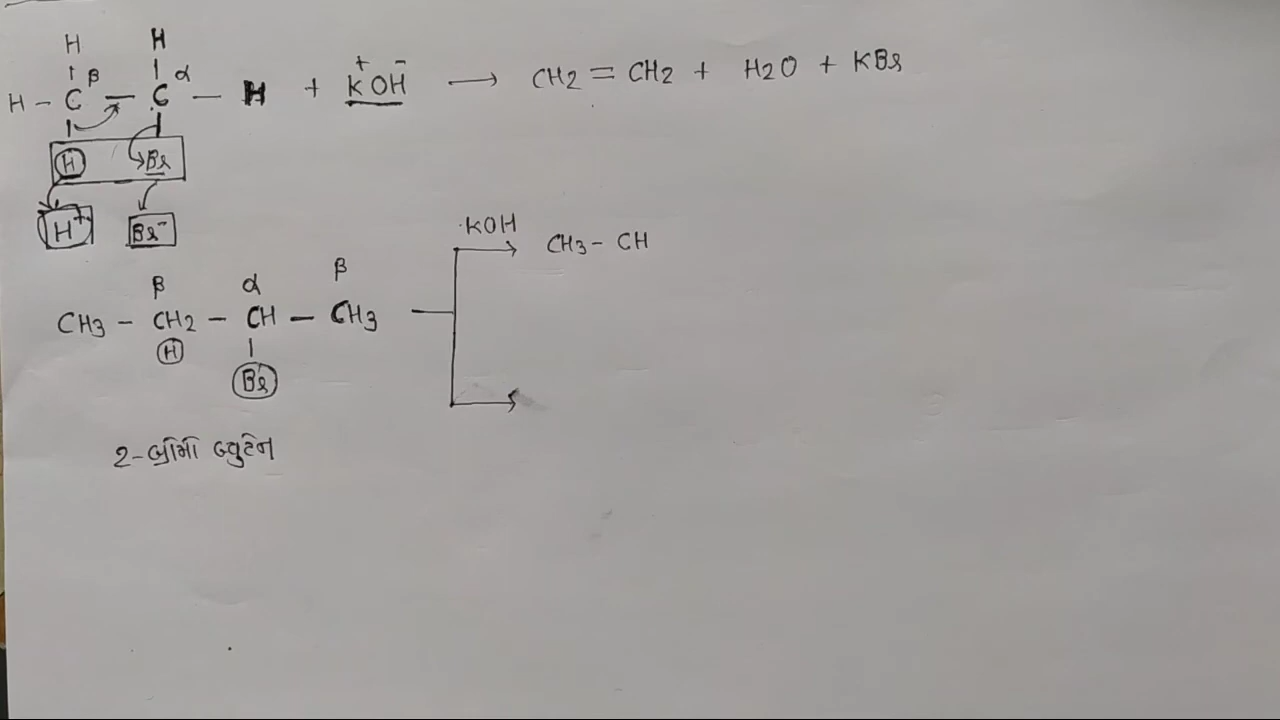 H H
β α
H - C - C - H + K⁺OH⁻ → CH2 = CH2 + H2O + KBr
H Br
H⁺ Br⁻
KOH
CH3 - CH
β α β
CH3 - CH2 - CH - CH3
H
Br
2-બ્રોમો બ્યુટેન